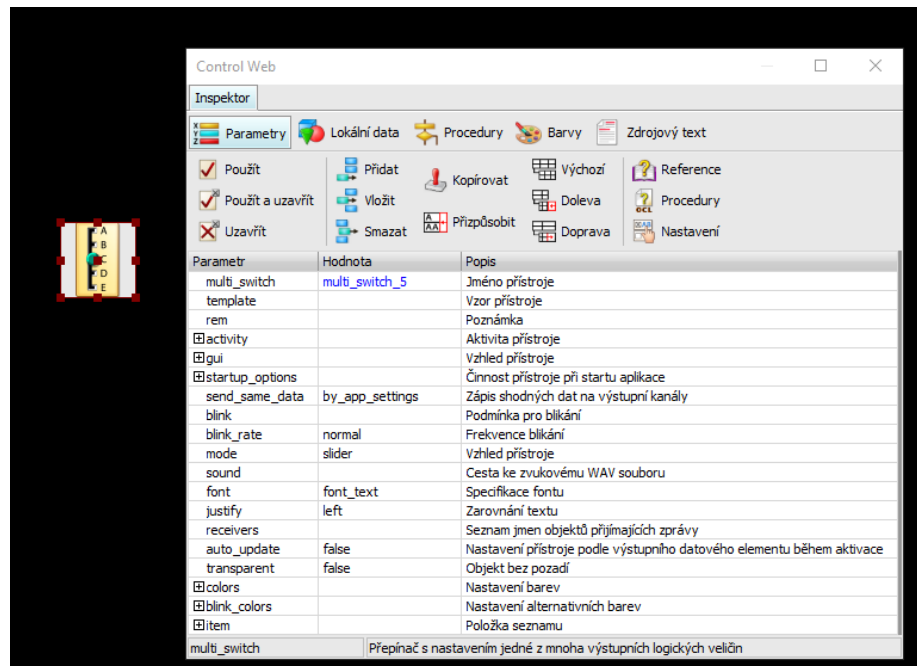 Control Web
Inspektor
Parametry Lokální data Procedury Barvy Zdrojový text
Použít Přidat Kopírovat Výchozí Reference
Použít a uzavřít Vložit Přizpůsobit Doleva Procedury
Uzavřít Smazat Doprava Nastavení
A
B
C
D
E
Parametr Hodnota Popis
multi_switch multi_switch_5 Jméno přístroje
template Vzor přístroje
rem Poznámka
activity Aktivita přístroje
gui Vzhled přístroje
startup_options Činnost přístroje při startu aplikace
send_same_data by_app_settings Zápis shodných dat na výstupní kanály
blink Podmínka pro blikání
blink_rate normal Frekvence blikání
mode slider Vzhled přístroje
sound Cesta ke zvukovému WAV souboru
font font_text Specifikace fontu
justify left Zarovnání textu
receivers Seznam jmen objektů přijímajících zprávy
auto_update false Nastavení přístroje podle výstupního datového elementu během aktivace
transparent false Objekt bez pozadí
colors Nastavení barev
blink_colors Nastavení alternativních barev
item Položka seznamu
multi_switch Přepínač s nastavením jedné z mnoha výstupních logických veličin